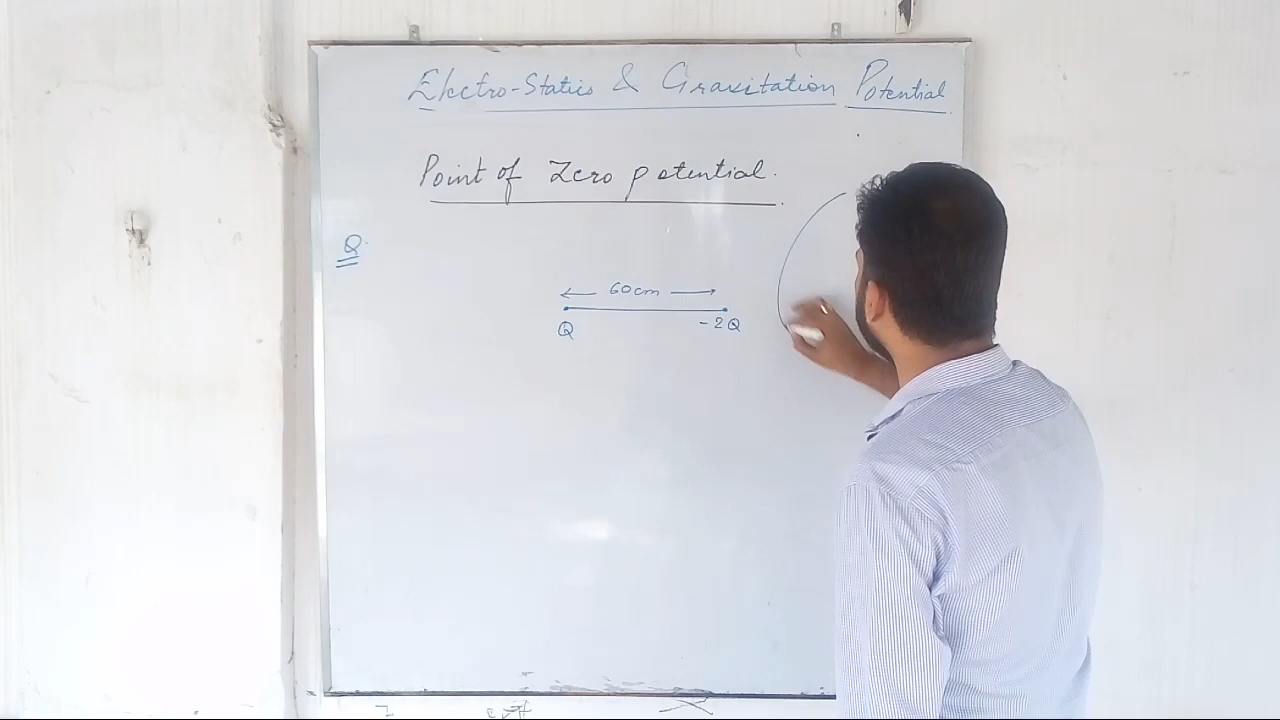 Electro-Statics & Gravitation Potential
Point of Zero potential.
Q.
60cm
Q
-2Q